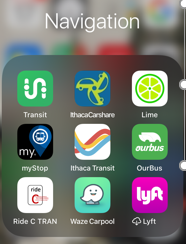 Navigation
Transit
IthacaCarshare
Lime
my
ourbus
myStop
Ithaca Transit
OurBus
ride
C
lyft
Ride C TRAN
Waze Carpool
Lyft